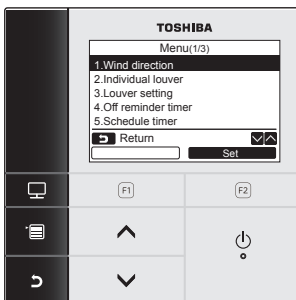 TOSHIBA
Menu(1/3)
1.Wind direction
2.Individual louver
3.Louver setting
4.Off reminder timer
5.Schedule timer
Return
Set
F1 F2